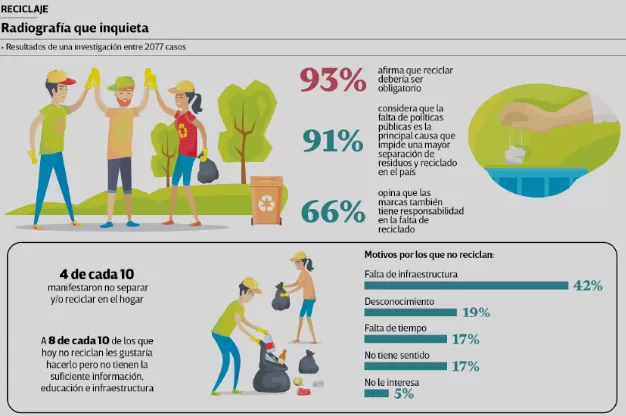 RECICLAJE
Radiografía que inquieta
• Resultados de una investigación entre 2077 casos
93%
afirma que reciclar
debería ser
obligatorio
91%
considera que la
falta de políticas
públicas es la
principal causa que
impide una mayor
separación de
residuos y reciclado
en el país
66%
opina que las
marcas también
tiene responsabilidad
en la falta de
reciclado
4 de cada 10
manifestaron no separar
y/o reciclar en el hogar
A 8 de cada 10 de los que
hoy no reciclan les gustaría
hacerlo pero no tienen la
suficiente información,
educación e infraestructura
Motivos por los que no reciclan:
Falta de infraestructura
42%
Desconocimiento
19%
Falta de tiempo
17%
No tiene sentido
17%
No le interesa
5%